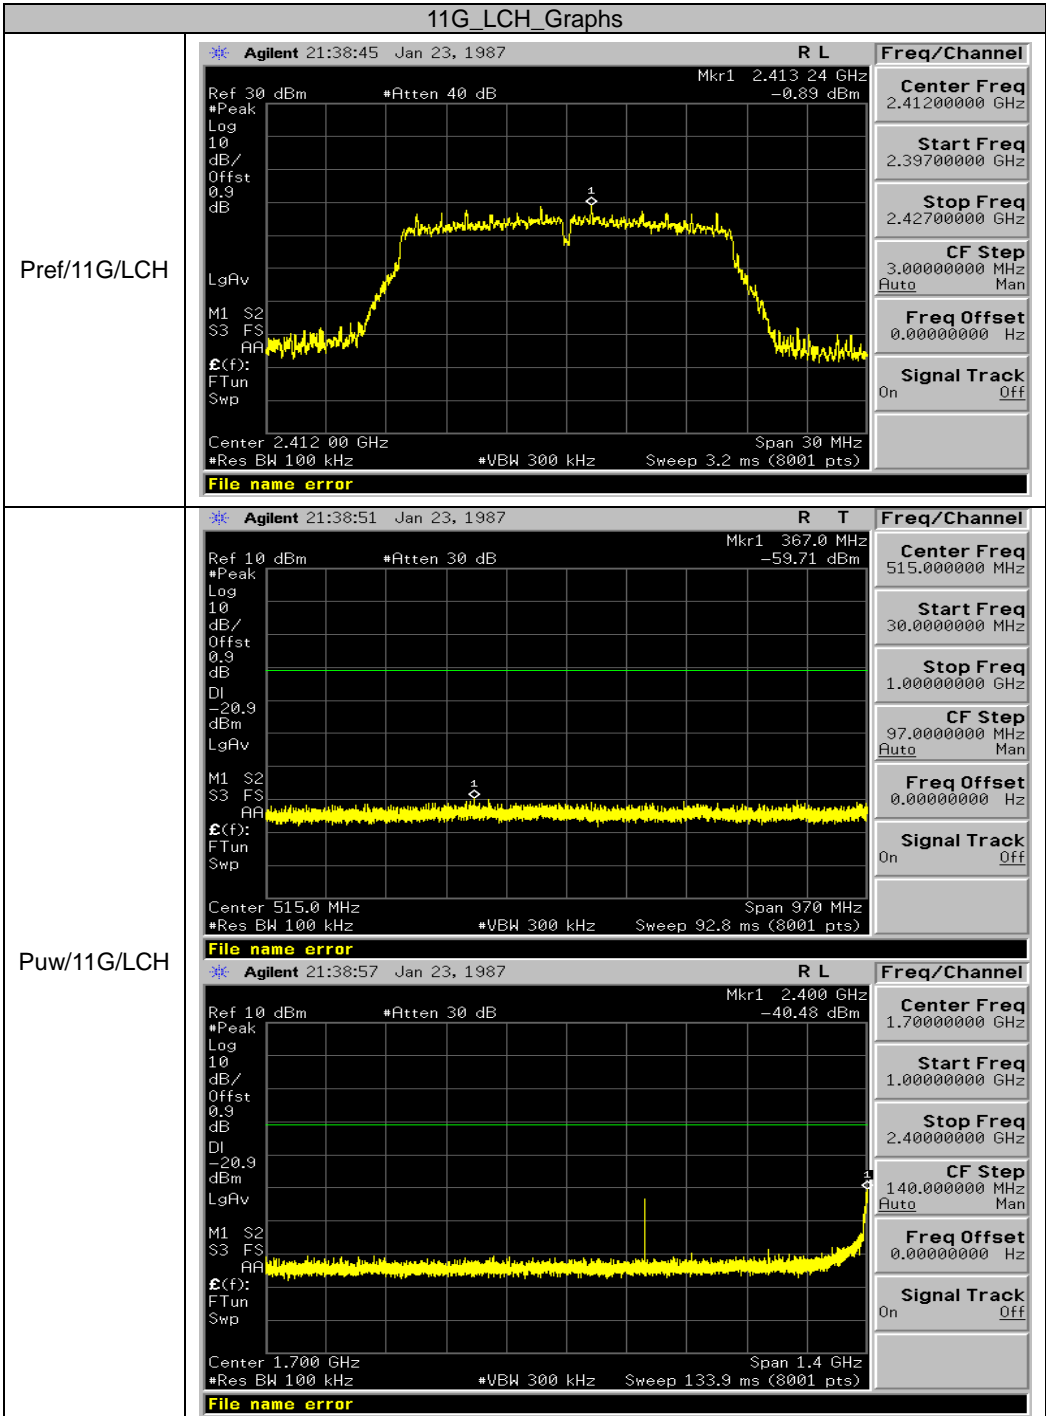 11G_LCH_Graphs
Pref/11G/LCH
Agilent 21:38:45 Jan 23, 1987 R L Freq/Channel
Mkr1 2.413 24 GHz
Ref 30 dBm #Atten 40 dB -0.89 dBm
#Peak
Log
10
dB/
Offst
0.9
dB
LgAv
M1 S2
S3 FS
AA
£(f):
FTun
Swp
1
Center 2.412 00 GHz Span 30 MHz
#Res BW 100 kHz #VBW 300 kHz Sweep 3.2 ms (8001 pts)
File name error
Center Freq
2.41200000 GHz
Start Freq
2.39700000 GHz
Stop Freq
2.42700000 GHz
CF Step
3.00000000 MHz
Auto Man
Freq Offset
0.00000000 Hz
Signal Track
On Off
Puw/11G/LCH
Agilent 21:38:51 Jan 23, 1987 R T Freq/Channel
Mkr1 367.0 MHz
Ref 10 dBm #Atten 30 dB -59.71 dBm
#Peak
Log
10
dB/
Offst
0.9
dB
DI
-20.9
dBm
LgAv
M1 S2
S3 FS
AA
£(f):
FTun
Swp
1
Center 515.0 MHz Span 970 MHz
#Res BW 100 kHz #VBW 300 kHz Sweep 92.8 ms (8001 pts)
File name error
Center Freq
515.000000 MHz
Start Freq
30.0000000 MHz
Stop Freq
1.00000000 GHz
CF Step
97.0000000 MHz
Auto Man
Freq Offset
0.00000000 Hz
Signal Track
On Off
Agilent 21:38:57 Jan 23, 1987 R L Freq/Channel
Mkr1 2.400 GHz
Ref 10 dBm #Atten 30 dB -40.48 dBm
#Peak
Log
10
dB/
Offst
0.9
dB
DI
-20.9
dBm
LgAv
M1 S2
S3 FS
AA
£(f):
FTun
Swp
1
Center 1.700 GHz Span 1.4 GHz
#Res BW 100 kHz #VBW 300 kHz Sweep 133.9 ms (8001 pts)
File name error
Center Freq
1.70000000 GHz
Start Freq
1.00000000 GHz
Stop Freq
2.40000000 GHz
CF Step
140.000000 MHz
Auto Man
Freq Offset
0.00000000 Hz
Signal Track
On Off